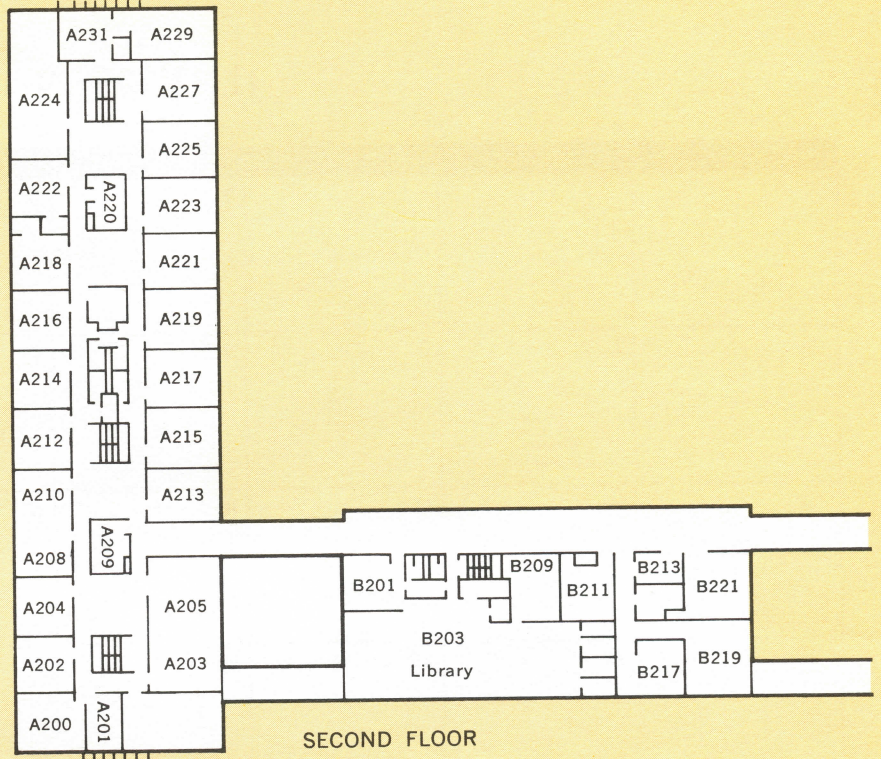 A231 A229
A224
A227
A225
A222
A220
A223
A218
A221
A216
A219
A214
A217
A212
A215
A210
A213
A208
A209
A204
A205
A202
A203
A200
A201
B201
B209
B211
B213
B221
B203
Library
B217
B219
SECOND FLOOR